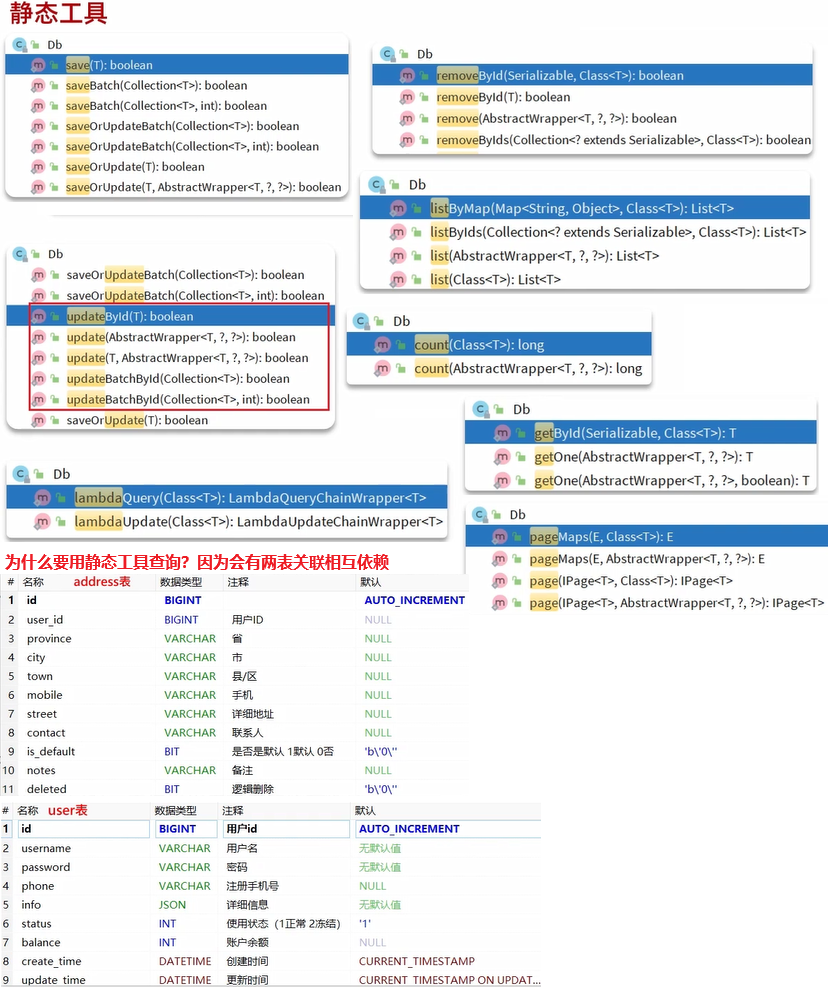 静态工具
Db
save(T): boolean
saveBatch(Collection<T>): boolean
saveBatch(Collection<T>, int): boolean
saveOrUpdateBatch(Collection<T>): boolean
saveOrUpdateBatch(Collection<T>, int): boolean
saveOrUpdate(T): boolean
saveOrUpdate(T, AbstractWrapper<T, ?, ?>): boolean
Db
removeById(Serializable, Class<T>): boolean
removeById(T): boolean
remove(AbstractWrapper<T, ?, ?>): boolean
removeByIds(Collection<? extends Serializable>, Class<T>): boolean
Db
listByMap(Map<String, Object>, Class<T>): List<T>
listByIds(Collection<? extends Serializable>, Class<T>): List<T>
list(AbstractWrapper<T, ?, ?>): List<T>
list(Class<T>): List<T>
Db
saveOrUpdateBatch(Collection<T>): boolean
saveOrUpdateBatch(Collection<T>, int): boolean
updateById(T): boolean
update(AbstractWrapper<T, ?, ?>): boolean
update(T, AbstractWrapper<T, ?, ?>): boolean
updateBatchById(Collection<T>): boolean
updateBatchById(Collection<T>, int): boolean
saveOrUpdate(T): boolean
Db
count(Class<T>): long
count(AbstractWrapper<T, ?, ?>): long
Db
getById(Serializable, Class<T>): T
getOne(AbstractWrapper<T, ?, ?>): T
getOne(AbstractWrapper<T, ?, ?>, boolean): T
Db
lambdaQuery(Class<T>): LambdaQueryChainWrapper<T>
lambdaUpdate(Class<T>): LambdaUpdateChainWrapper<T>
Db
pageMaps(E, Class<T>): E
pageMaps(E, AbstractWrapper<T, ?, ?>): E
page(IPage<T>, Class<T>): IPage<T>
page(IPage<T>, AbstractWrapper<T, ?, ?>): IPage<T>
为什么要用静态工具查询？因为会有两表关联相互依赖
# 名称 address表 数据类型 注释 默认
1 id BIGINT AUTO_INCREMENT
2 user_id BIGINT 用户ID NULL
3 province VARCHAR 省 NULL
4 city VARCHAR 市 NULL
5 town VARCHAR 县/区 NULL
6 mobile VARCHAR 手机 NULL
7 street VARCHAR 详细地址 NULL
8 contact VARCHAR 联系人 NULL
9 is_default BIT 是否是默认 1默认 0否 'b\'0\''
10 notes VARCHAR 备注 NULL
11 deleted BIT 逻辑删除 'b\'0\''
# 名称 user表 数据类型 注释 默认
1 id BIGINT 用户id AUTO_INCREMENT
2 username VARCHAR 用户名 无默认值
3 password VARCHAR 密码 无默认值
4 phone VARCHAR 注册手机号 NULL
5 info JSON 详细信息 无默认值
6 status INT 使用状态（1正常 2冻结） '1'
7 balance INT 账户余额 NULL
8 create_time DATETIME 创建时间 CURRENT_TIMESTAMP
9 update_time DATETIME 更新时间 CURRENT_TIMESTAMP ON UPDAT...